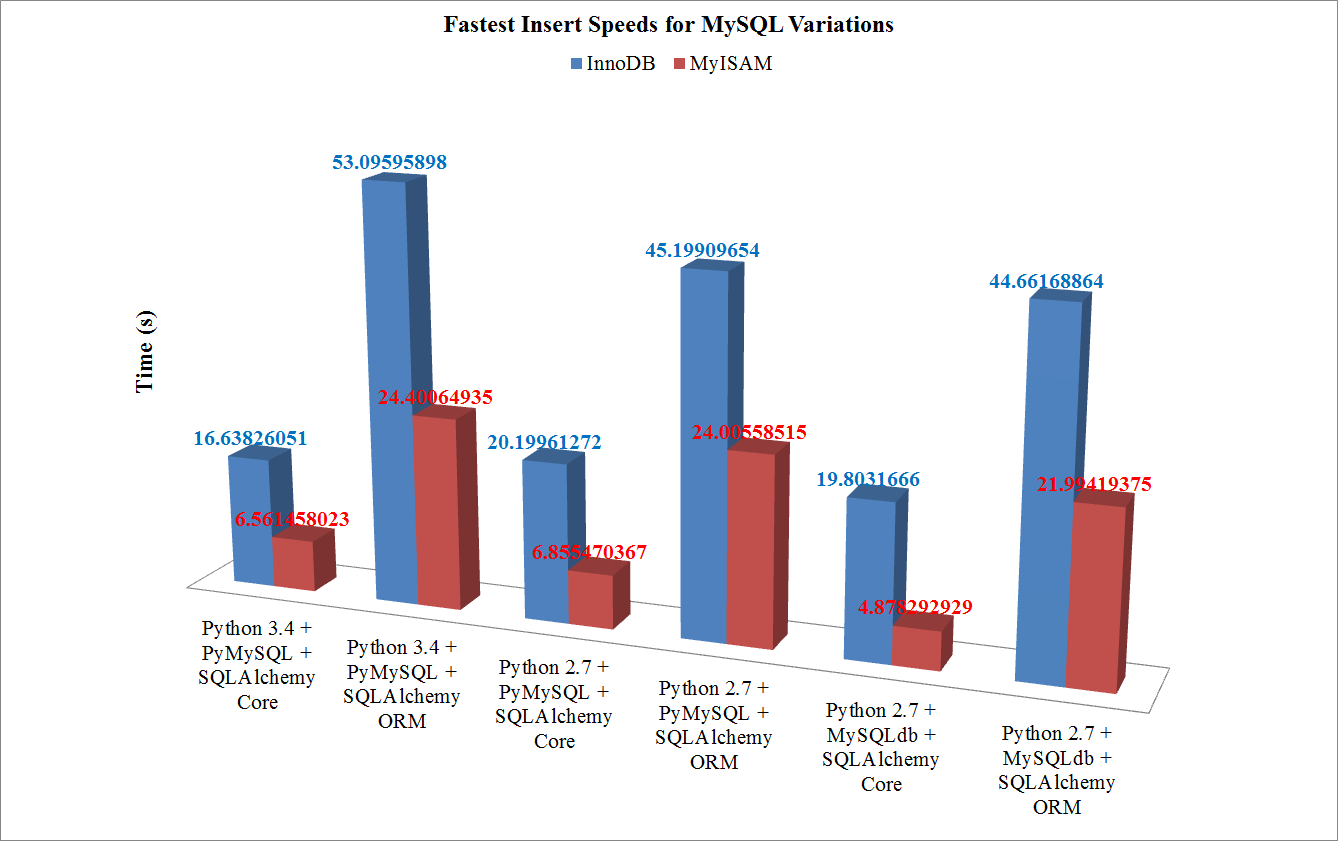 Fastest Insert Speeds for MySQL Variations
InnoDB MyISAM
Time (s)
53.09595898
45.19909654
44.66168864
24.40064935
24.00558515
16.63826051
20.19961272
19.8031666
21.99419375
6.561458023
6.855470367
4.878292929
Python 3.4 +
PyMySQL +
SQLAlchemy
Core
Python 3.4 +
PyMySQL +
SQLAlchemy
ORM
Python 2.7 +
PyMySQL +
SQLAlchemy
Core
Python 2.7 +
PyMySQL +
SQLAlchemy
ORM
Python 2.7 +
MySQLdb +
SQLAlchemy
Core
Python 2.7 +
MySQLdb +
SQLAlchemy
ORM